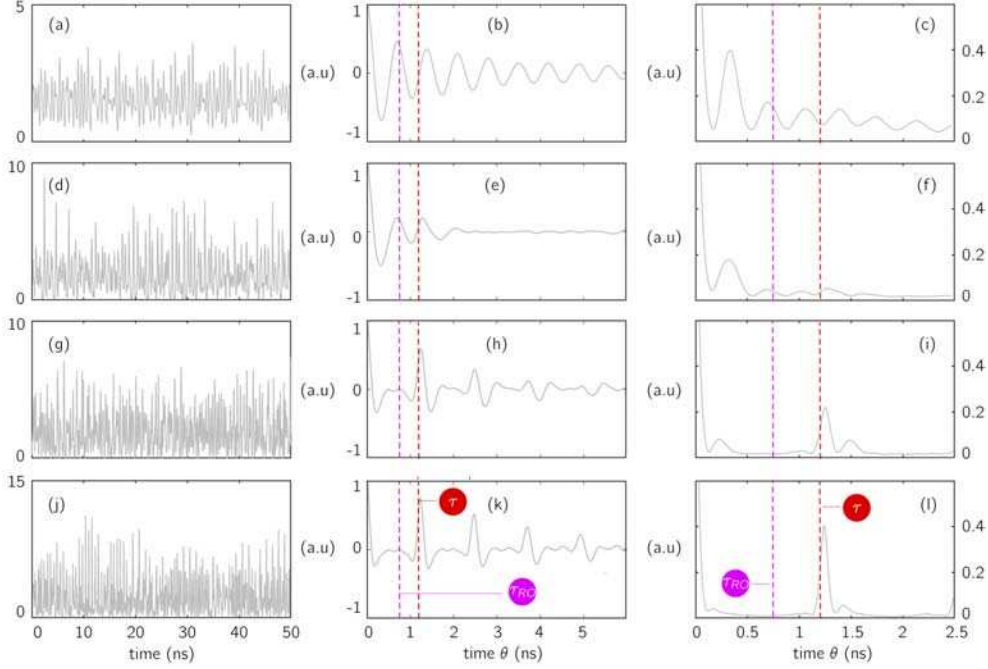 5 (a) 0
1 (b) 0 -1 (a.u)
(c) 0.4 0.2 0 (a.u)
10 (d) 0
1 (e) 0 -1 (a.u)
(f) 0.4 0.2 0 (a.u)
10 (g) 0
1 (h) 0 -1 (a.u)
(i) 0.4 0.2 0 (a.u)
15 (j) 0
1 (k) 0 -1 (a.u) τ τRO
(l) 0.4 0.2 0 (a.u) τ τRO
0 10 20 30 40 50
0 1 2 3 4 5
0 0.5 1 1.5 2 2.5
time (ns)
time θ (ns)
time θ (ns)